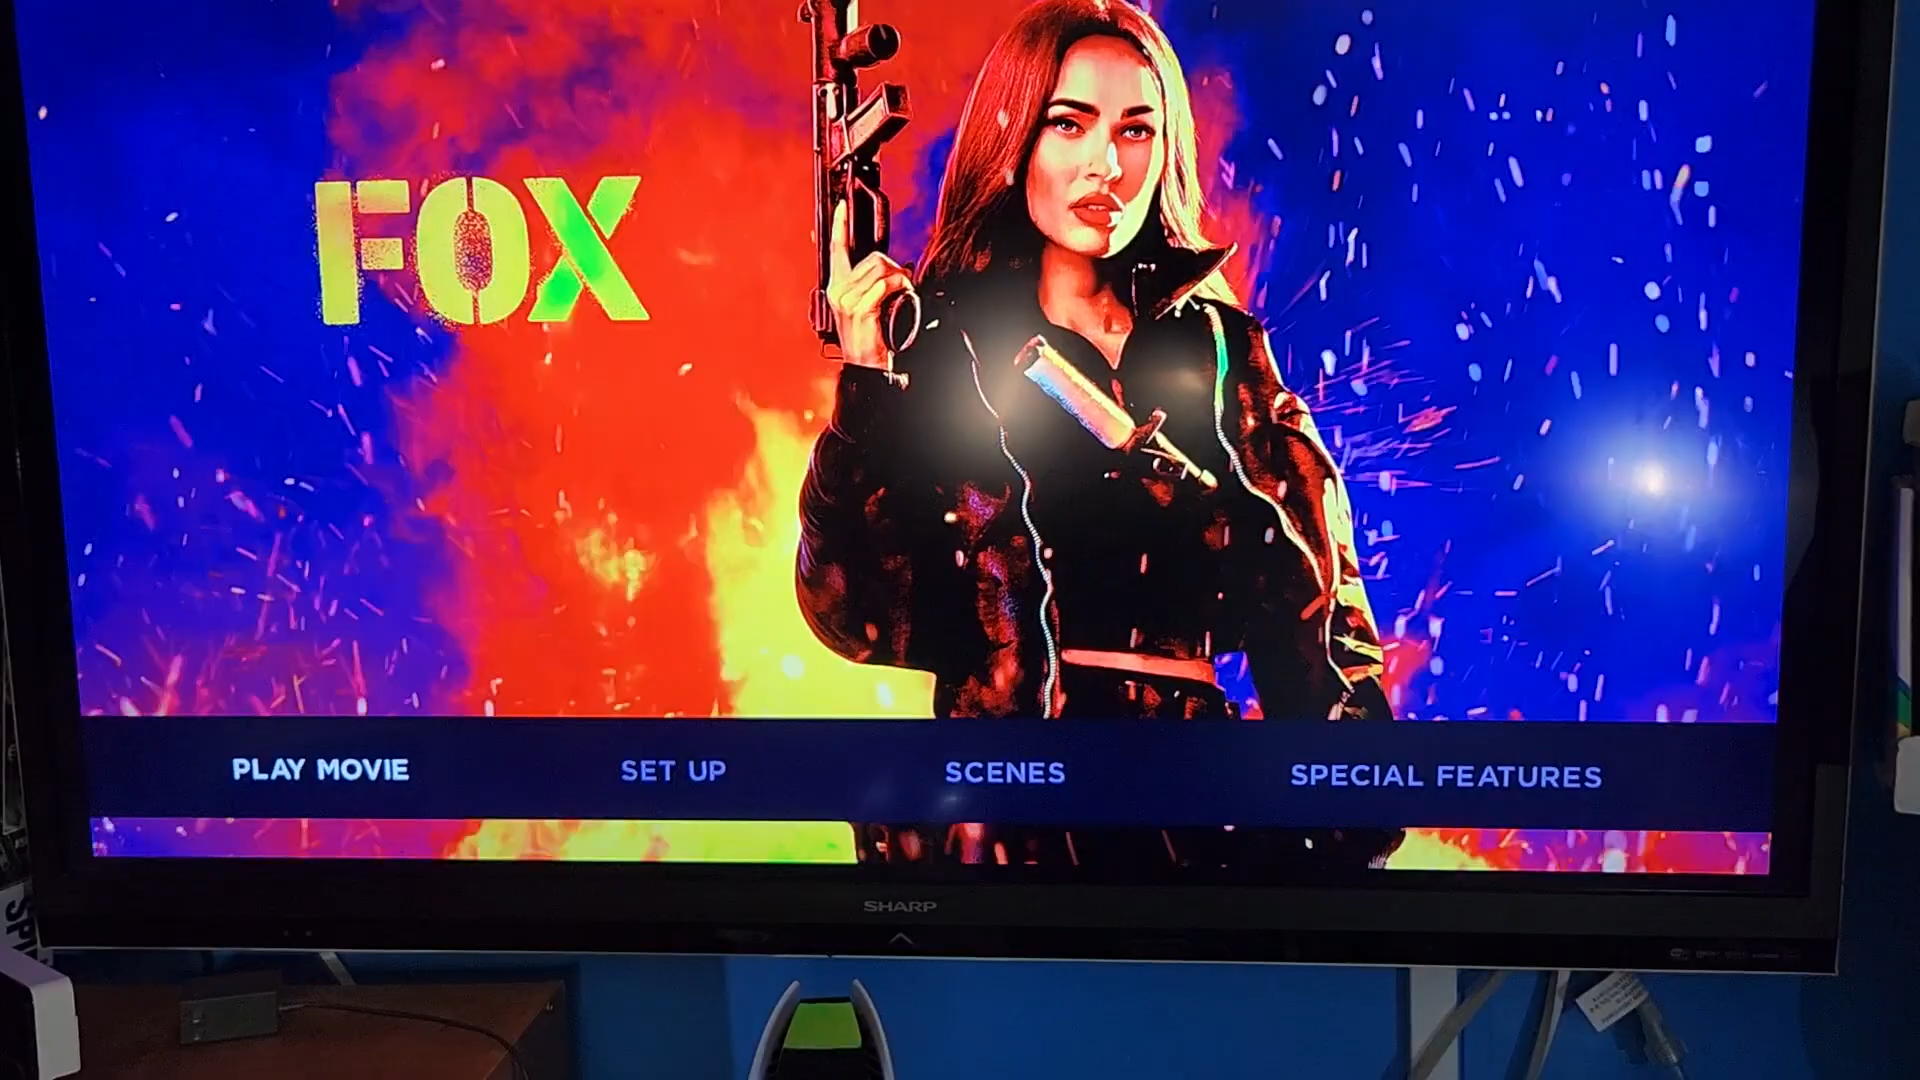 FOX
PLAY MOVIE
SET UP
SCENES
SPECIAL FEATURES
SHARP